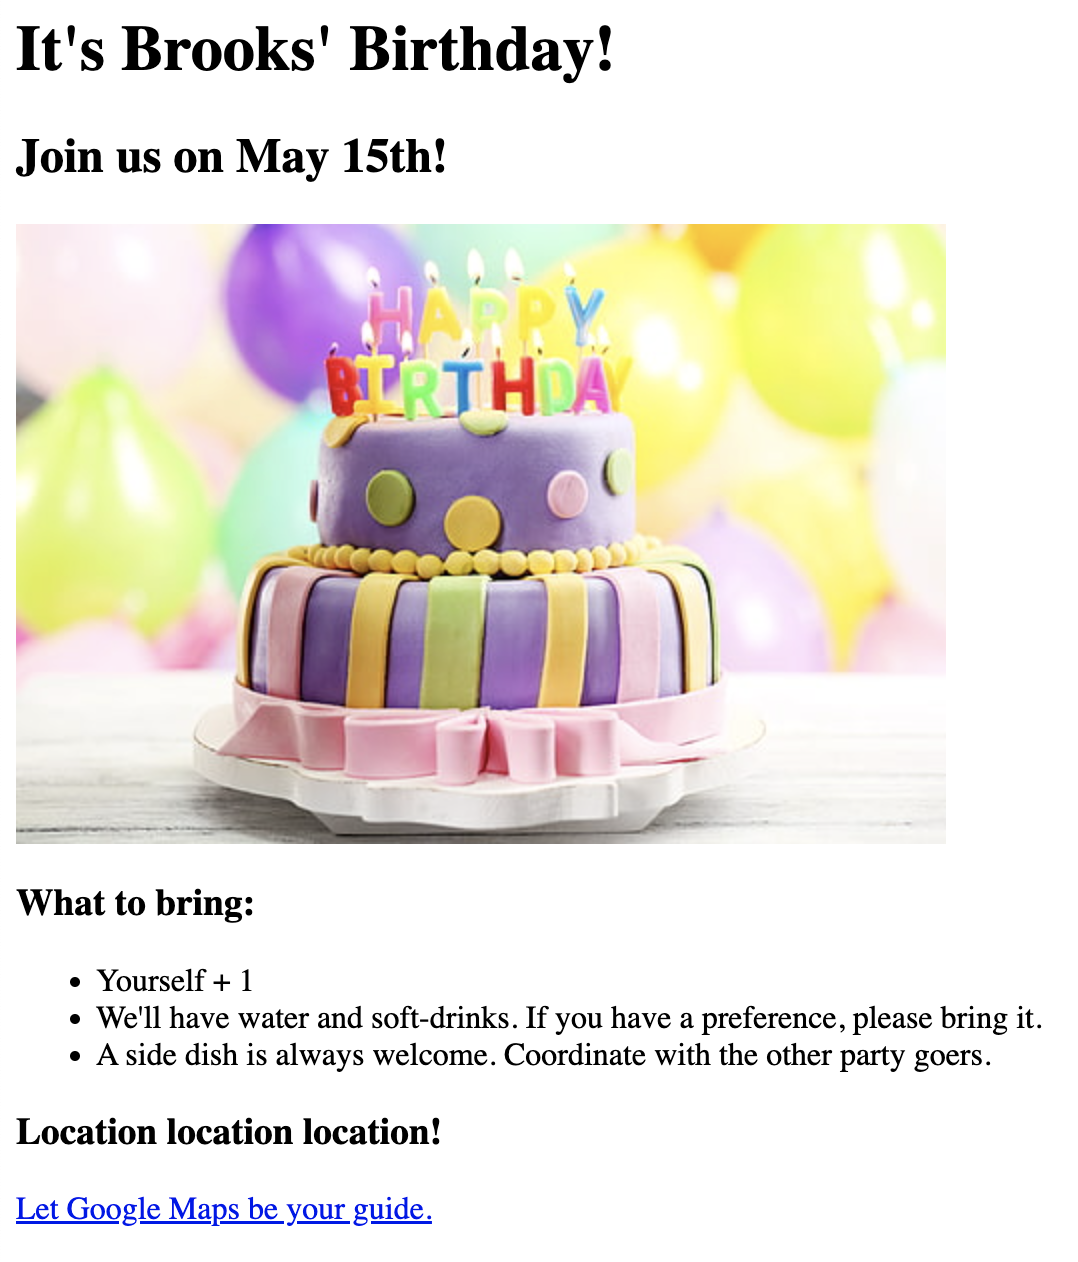 It's Brooks' Birthday!
Join us on May 15th!
HAPPY
BIRTHDAY
What to bring:
Yourself + 1
We'll have water and soft-drinks. If you have a preference, please bring it.
A side dish is always welcome. Coordinate with the other party goers.
Location location location!
Let Google Maps be your guide.